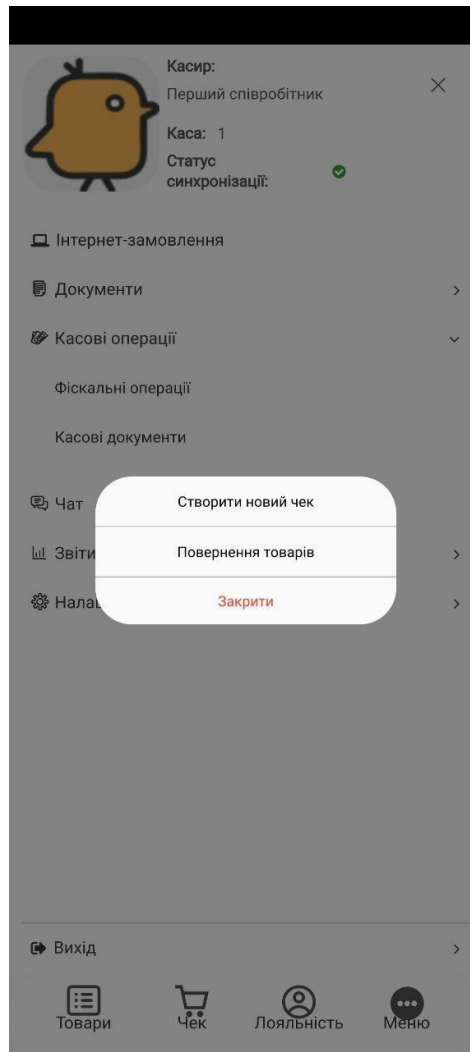 Касир:
Перший співробітник
Каса: 1
Статус
синхронізації:
Інтернет-замовлення
Документи
Касові операції
Фіскальні операції
Касові документи
Чат
Створити новий чек
Звіти
Повернення товарів
Закрити
Вихід
Товари
Чек
Лояльність
Меню